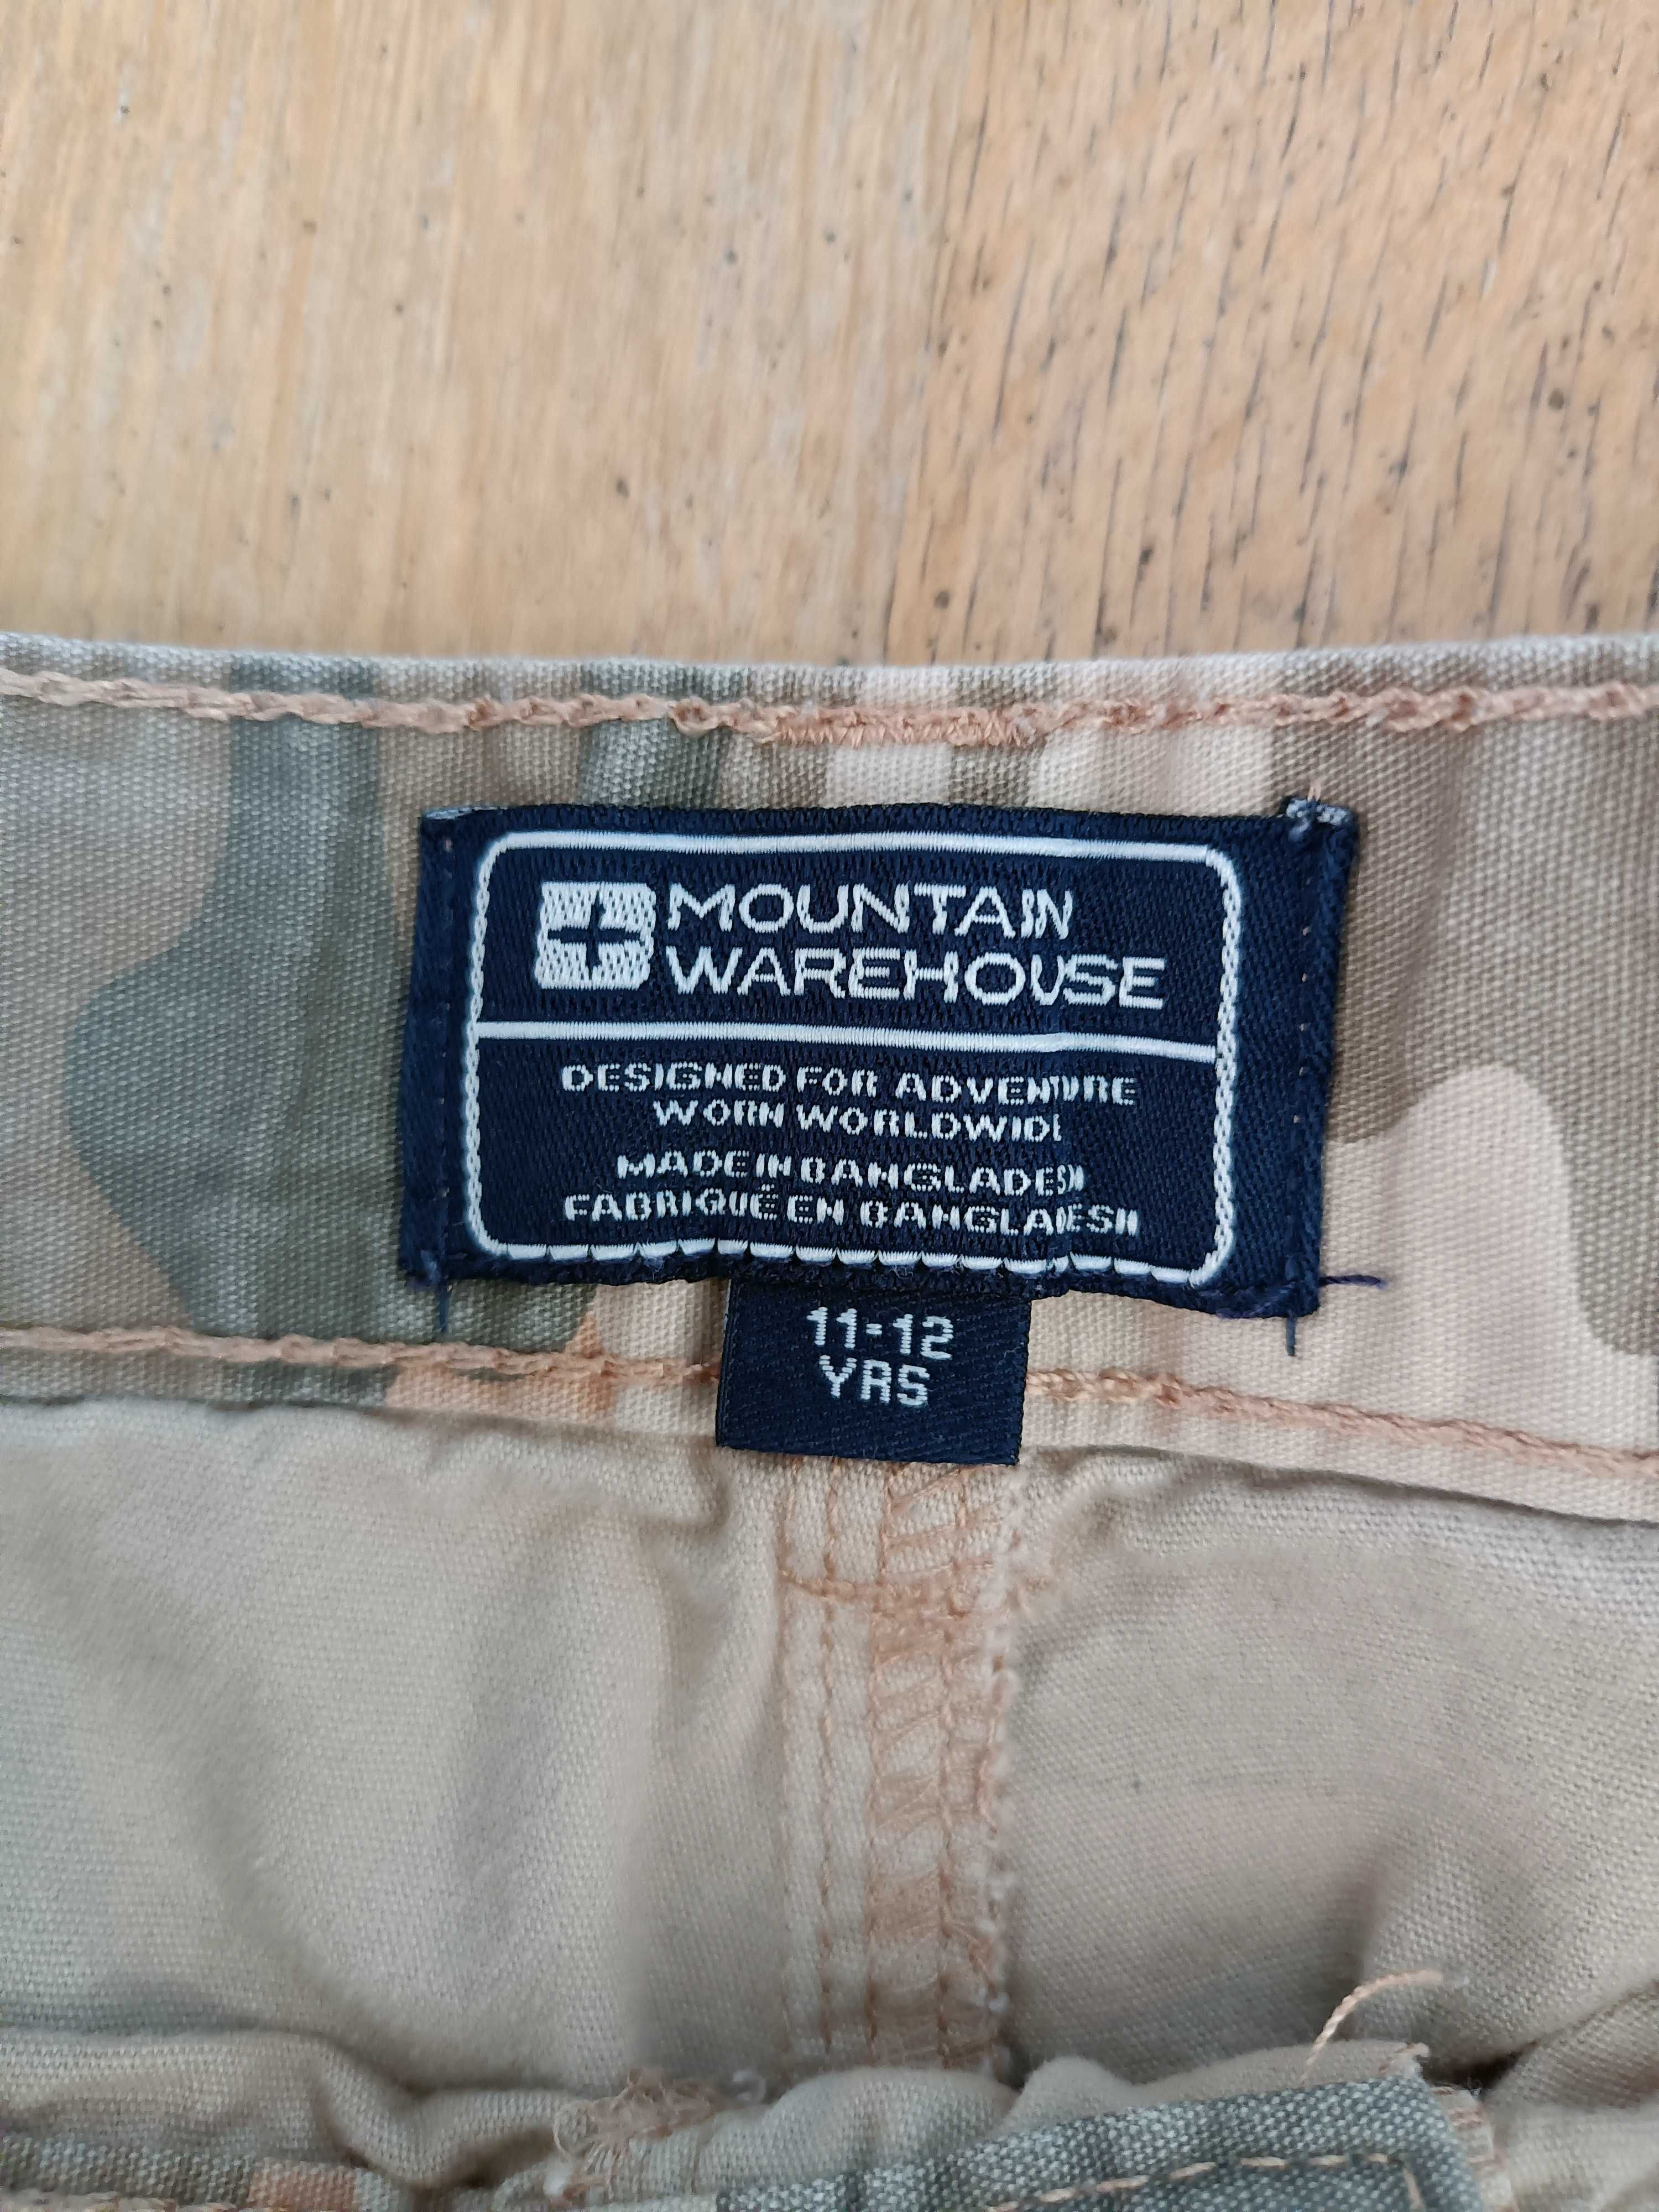 MOUNTAIN
WAREHOUSE
DESIGNED FOR ADVENTURE
WORN WORLDWIDE
MADE IN BANGLADESH
FABRIQUÉ EN BANGLADESH
11-12
YRS